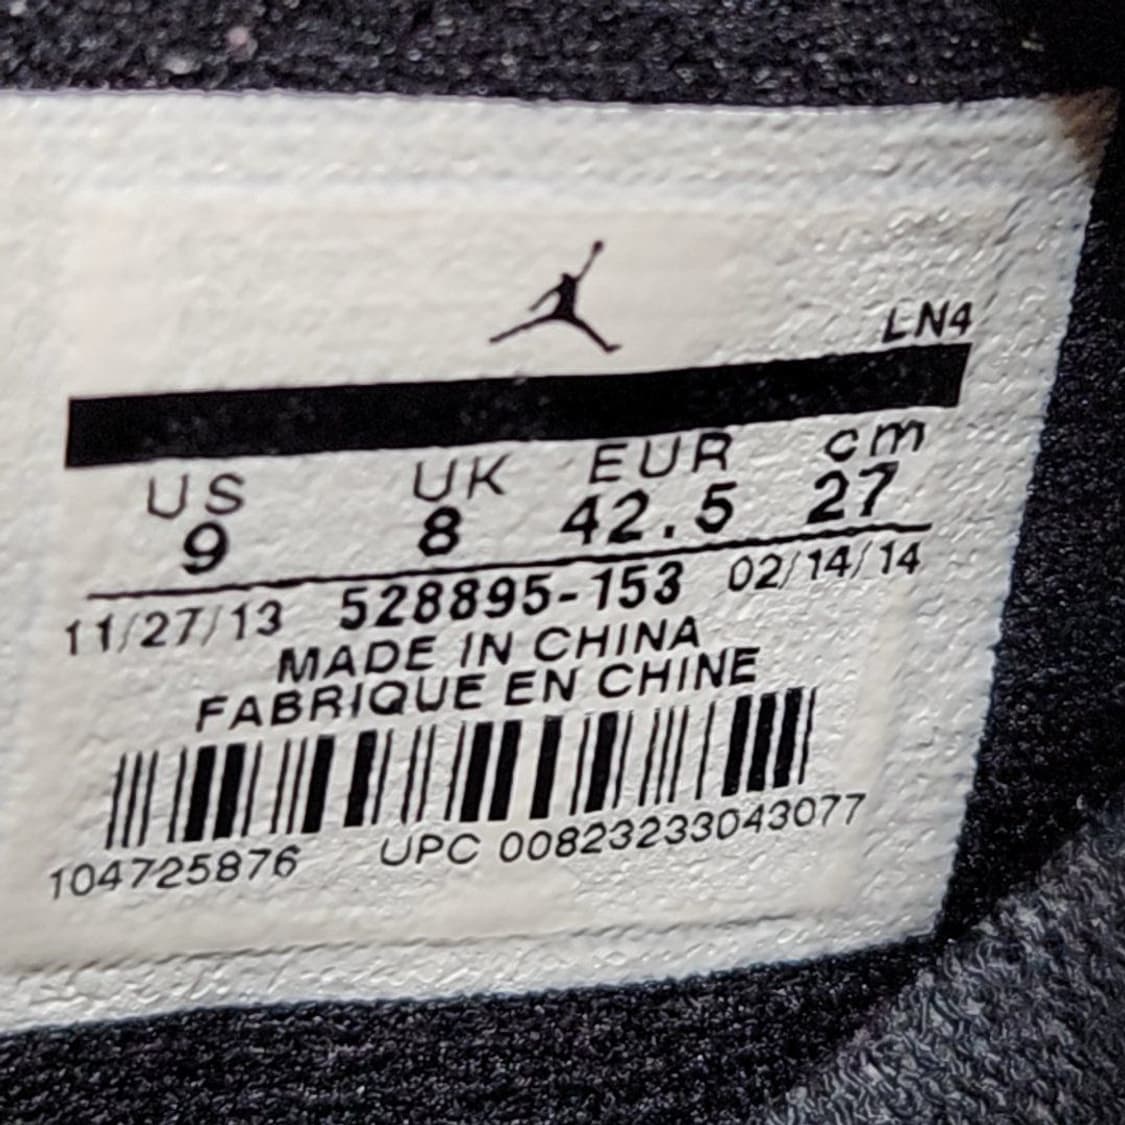 LN4
US UK EUR cm
9 8 42.5 27
11/27/13 528895-153 02/14/14
MADE IN CHINA
FABRIQUE EN CHINE
104725876 UPC 00823233043077